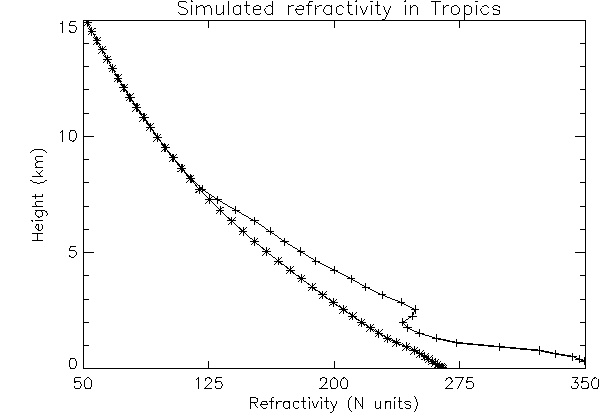 Simulated refractivity in Tropics
15
10
5
0
Height (km)
50 125 200 275 350
Refractivity (N units)